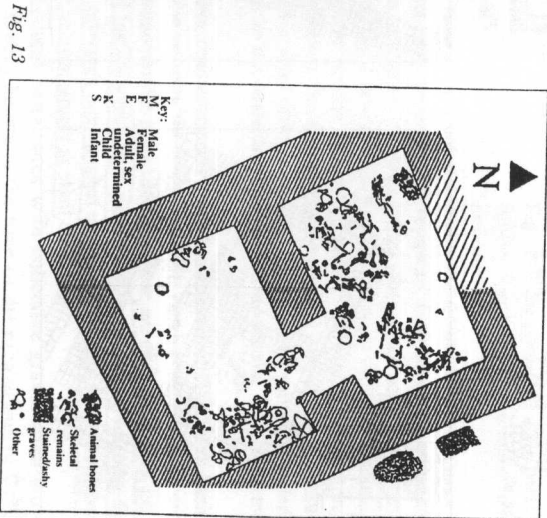 Fig. 13
N
Key:
M Male
F Female
E Adult, sex
undetermined
K Child
S Infant
Animal bones
Skeletal
remains
Stained/ashy
graves
Other